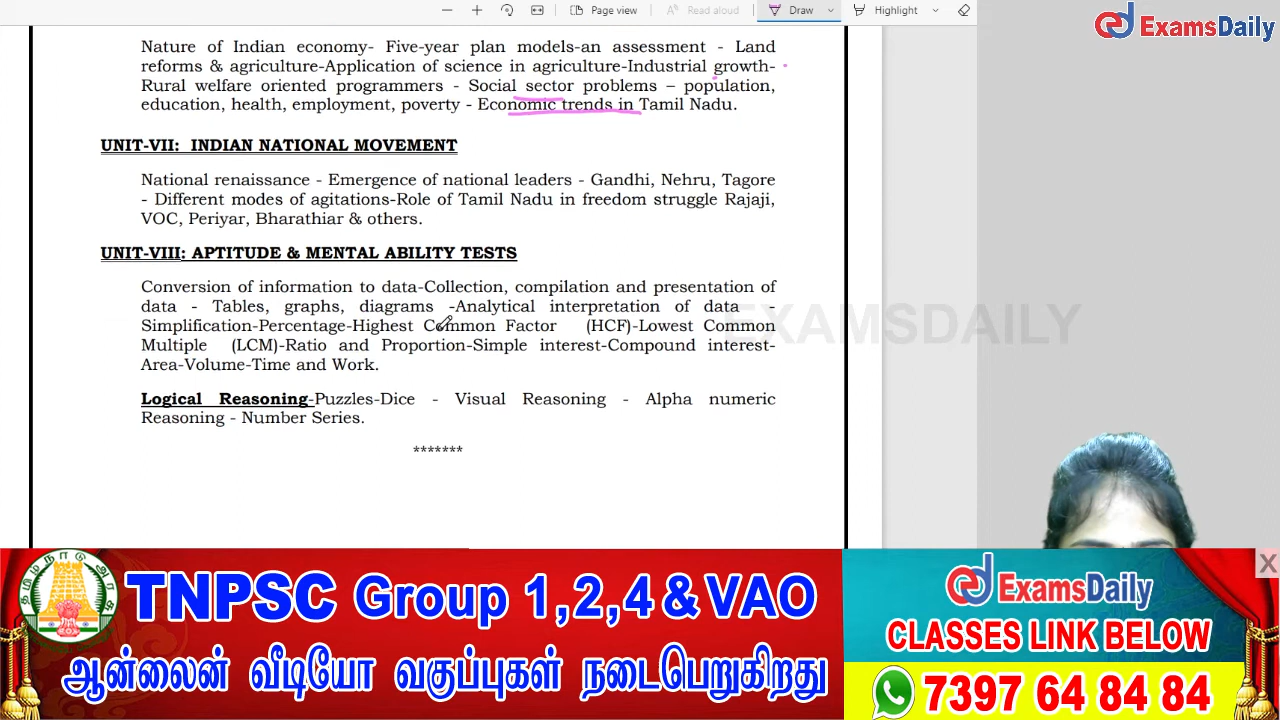 Page view
Read aloud
Draw
Highlight
ExamsDaily
Nature of Indian economy- Five-year plan models-an assessment - Land
reforms & agriculture-Application of science in agriculture-Industrial growth-
Rural welfare oriented programmers - Social sector problems – population,
education, health, employment, poverty - Economic trends in Tamil Nadu.
UNIT-VII: INDIAN NATIONAL MOVEMENT
National renaissance - Emergence of national leaders - Gandhi, Nehru, Tagore
- Different modes of agitations-Role of Tamil Nadu in freedom struggle Rajaji,
VOC, Periyar, Bharathiar & others.
UNIT-VIII: APTITUDE & MENTAL ABILITY TESTS
Conversion of information to data-Collection, compilation and presentation of
data - Tables, graphs, diagrams -Analytical interpretation of data -
Simplification-Percentage-Highest Common Factor (HCF)-Lowest Common
Multiple (LCM)-Ratio and Proportion-Simple interest-Compound interest-
Area-Volume-Time and Work.
EXAMSDAILY
Logical Reasoning-Puzzles-Dice - Visual Reasoning - Alpha numeric
Reasoning - Number Series.
*******
TNPSC Group 1,2,4 & VAO
ஆன்லைன் வீடியோ வகுப்புகள் நடைபெறுகிறது
ExamsDaily
CLASSES LINK BELOW
7397 64 84 84